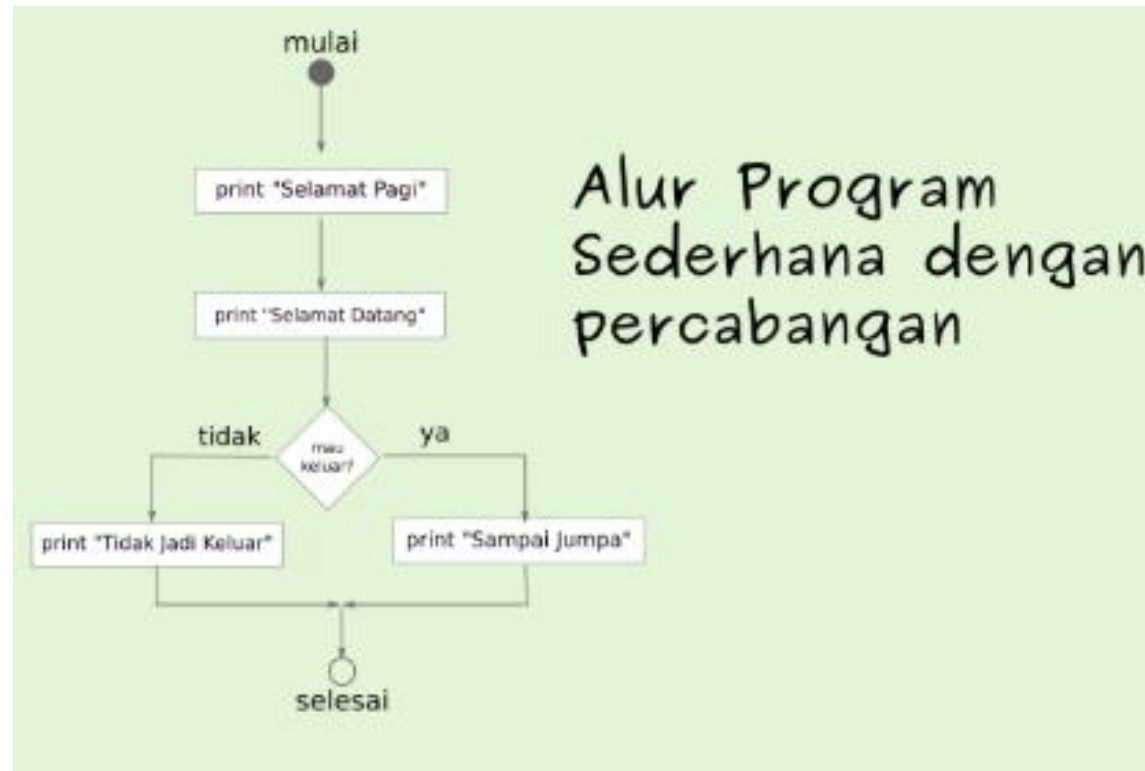 mulai
print "Selamat Pagi"
Alur Program
Sederhana dengan
percabangan
print "Selamat Datang"
tidak
ya
mau
keluar?
print "Tidak Jadi Keluar"
print "Sampai Jumpa"
selesai